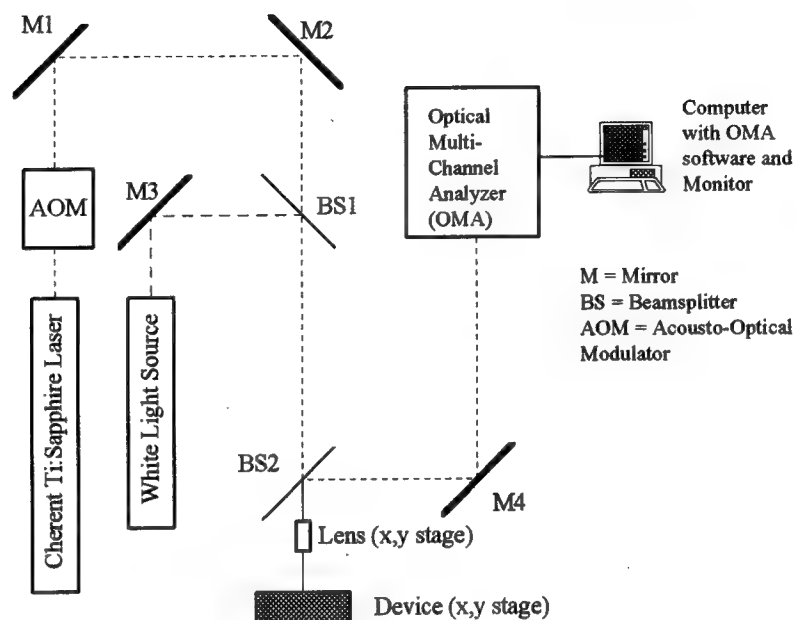 M1
M2
Optical
Multi-
Channel
Analyzer
(OMA)
Computer
with OMA
software and
Monitor
AOM
M3
BS1
M = Mirror
BS = Beamsplitter
AOM = Acousto-Optical
Modulator
Cherent Ti:Sapphire Laser
White Light Source
BS2
M4
Lens (x,y stage)
Device (x,y stage)